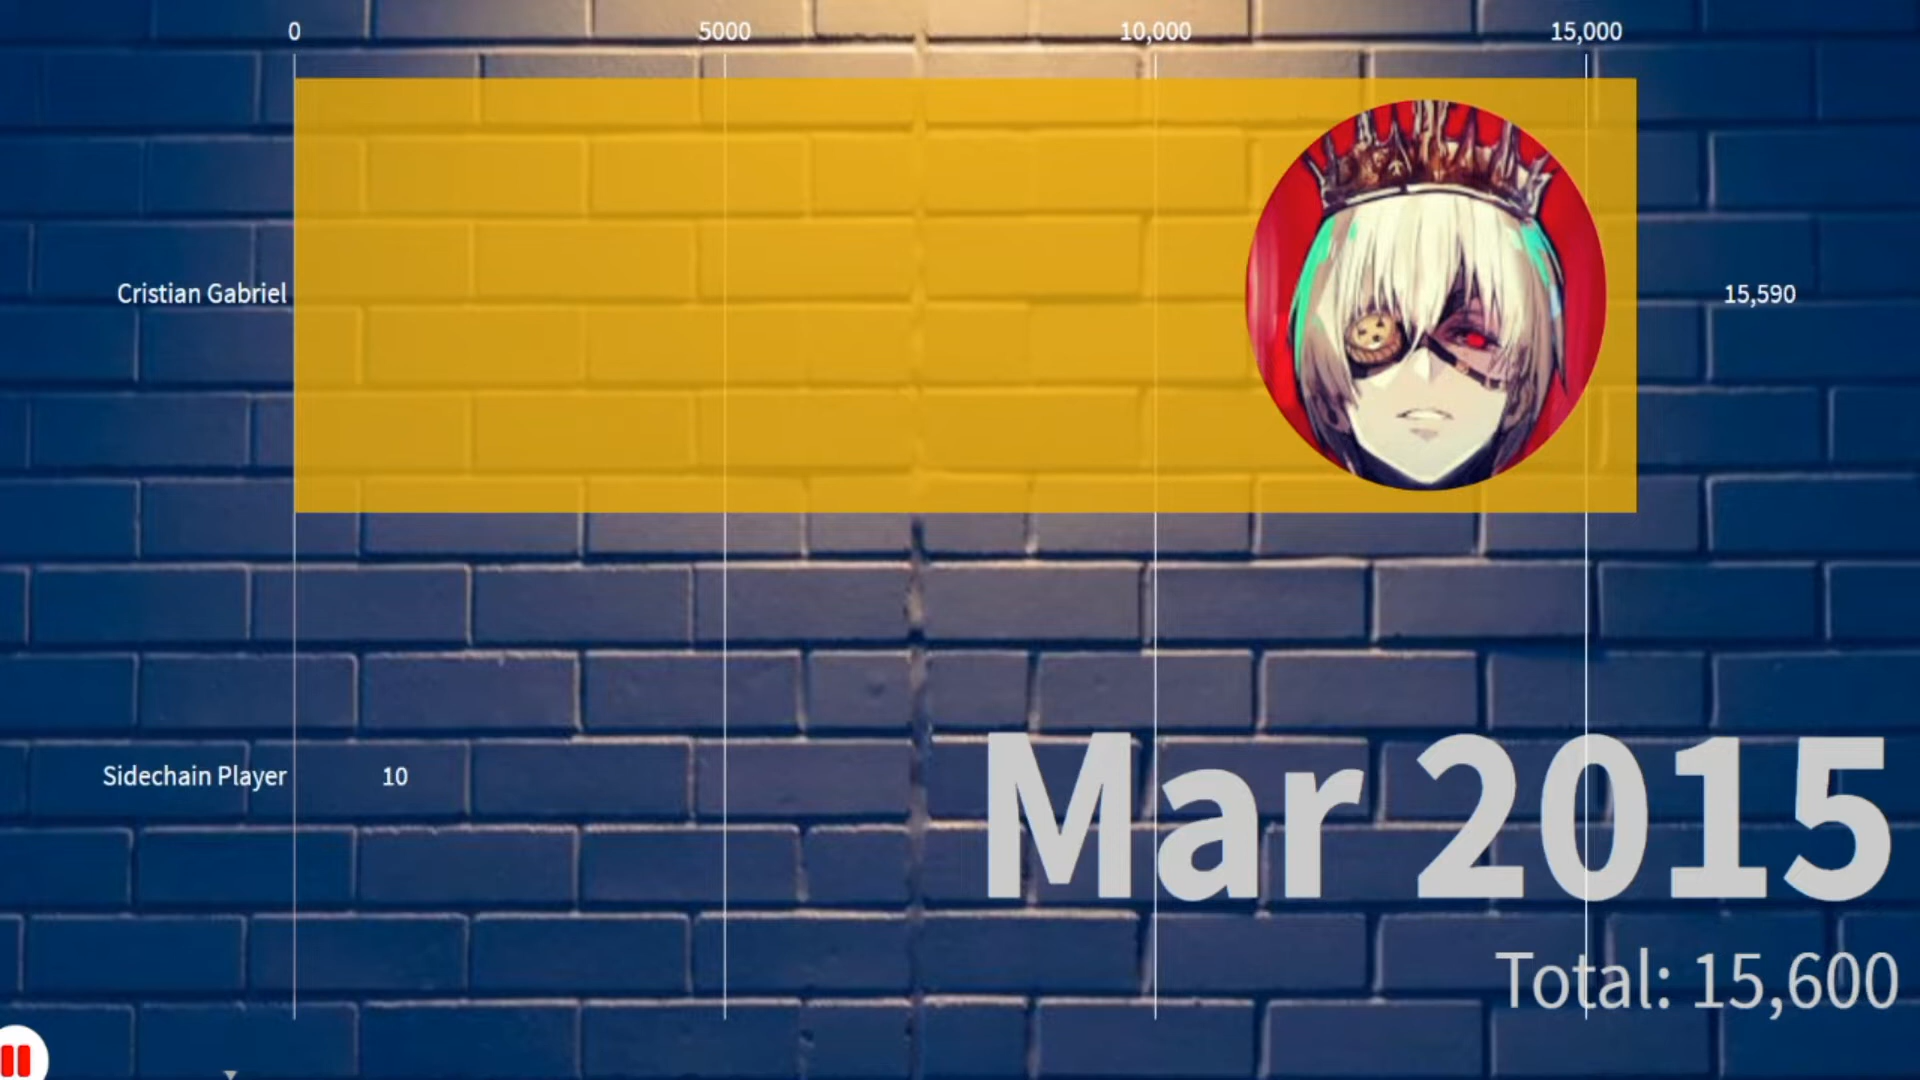 0 5000 10,000 15,000
Cristian Gabriel 15,590
Sidechain Player 10
Mar 2015
Total: 15,600